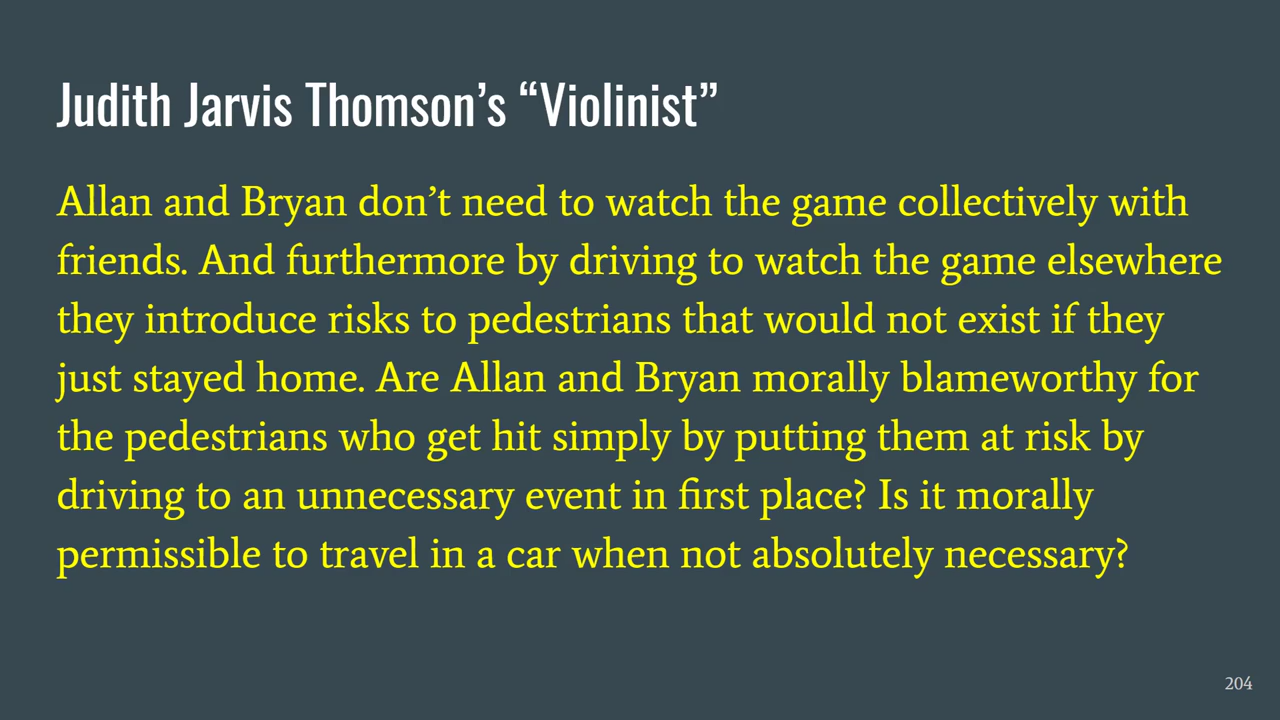 Judith Jarvis Thomson’s “Violinist”
Allan and Bryan don’t need to watch the game collectively with
friends. And furthermore by driving to watch the game elsewhere
they introduce risks to pedestrians that would not exist if they
just stayed home. Are Allan and Bryan morally blameworthy for
the pedestrians who get hit simply by putting them at risk by
driving to an unnecessary event in first place? Is it morally
permissible to travel in a car when not absolutely necessary?
204